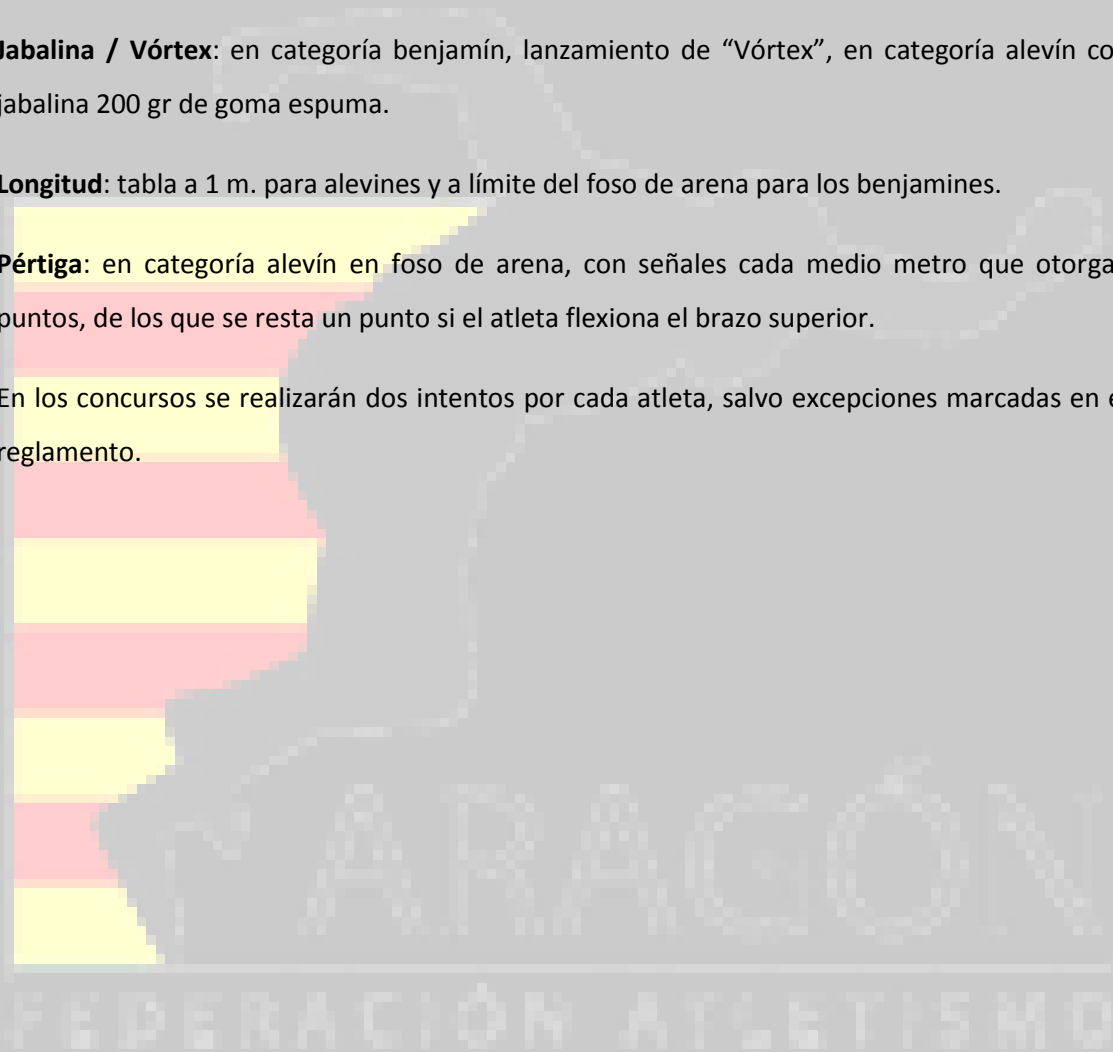 Jabalina / Vórtex: en categoría benjamín, lanzamiento de “Vórtex”, en categoría alevín co
jabalina 200 gr de goma espuma.
Longitud: tabla a 1 m. para alevines y a límite del foso de arena para los benjamines.
Pértiga: en categoría alevín en foso de arena, con señales cada medio metro que otorga
puntos, de los que se resta un punto si el atleta flexiona el brazo superior.
En los concursos se realizarán dos intentos por cada atleta, salvo excepciones marcadas en e
reglamento.
ARAGÓN
FEDERACIÓN ATLETISMO